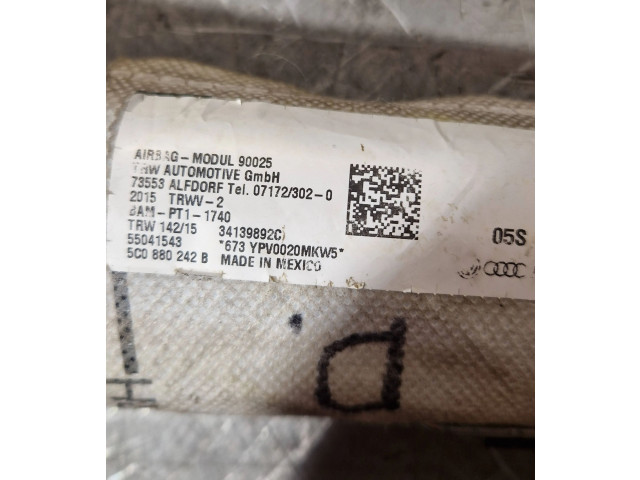 AIRBAG-MODUL 90025
TRW AUTOMOTIVE GmbH
73553 ALFDORF Tel. 07172/302-0
2015 TRWV-2
BAM-PT1-1740
TRW 142/15 34139892C
55041543 *673 YPV0020MKW5*
5C0 880 242 B MADE IN MEXICO
05S
D
H